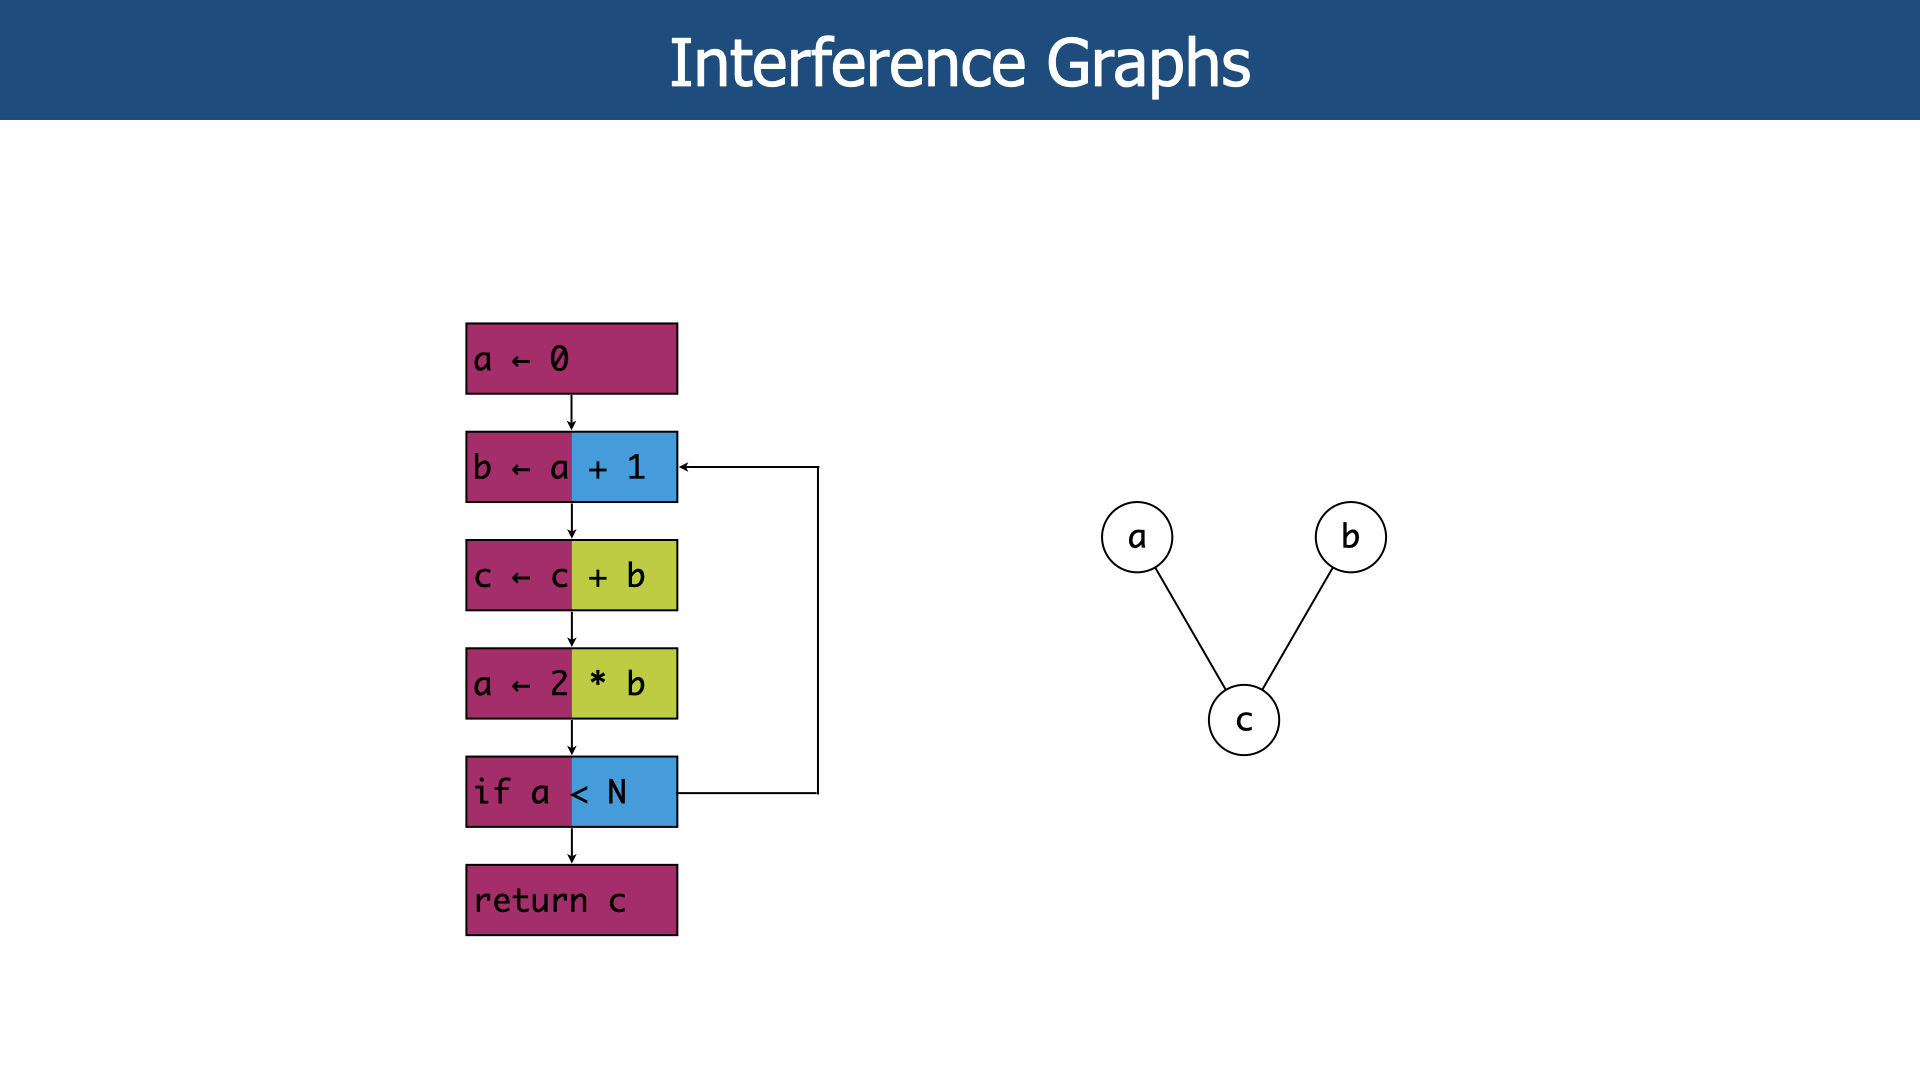 Interference Graphs
a ← 0
b ← a + 1
c ← c + b
a ← 2 * b
if a < N
return c
a
b
c